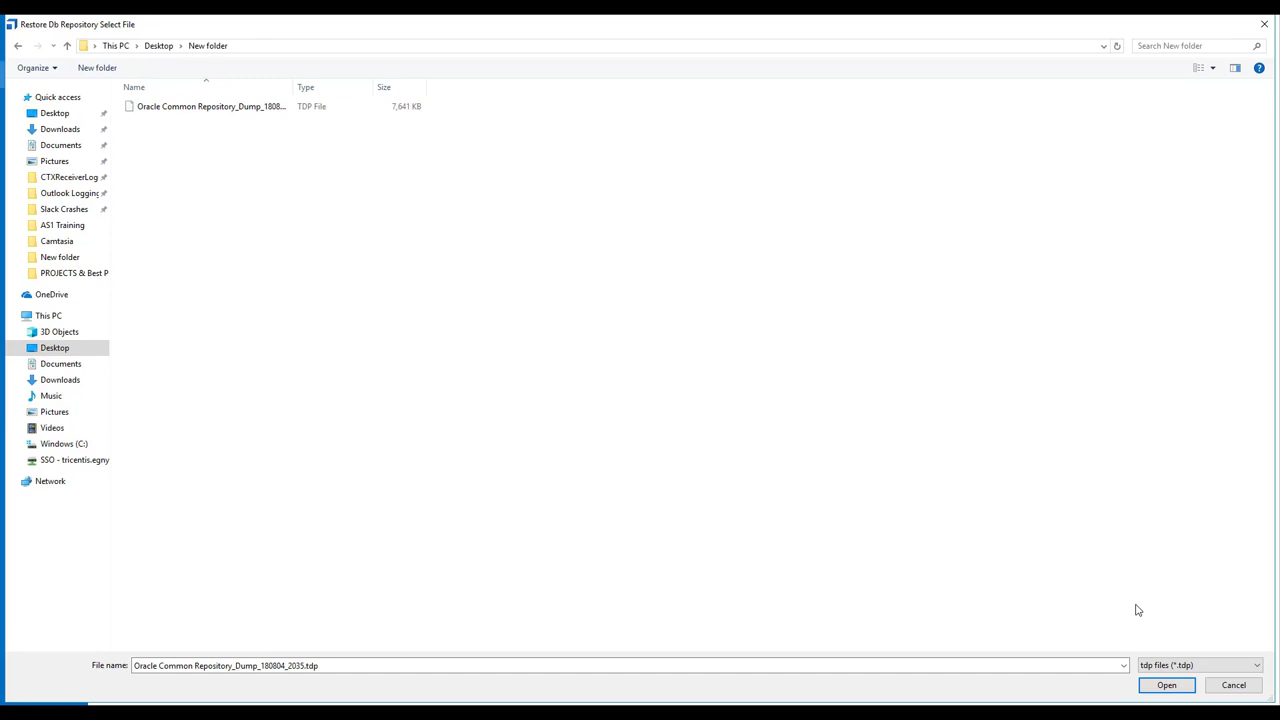 Restore Db Repository Select File
This PC > Desktop > New folder
Search New folder
Organize
New folder
Name
Type
Size
Oracle Common Repository_Dump_1808...
TDP File
7,641 KB
Quick access
Desktop
Downloads
Documents
Pictures
CTXReceiverLog
Outlook Logging
Slack Crashes
AS1 Training
Camtasia
New folder
PROJECTS & Best P
OneDrive
This PC
3D Objects
Desktop
Documents
Downloads
Music
Pictures
Videos
Windows (C:)
SSO - tricentis.egny
Network
File name:
Oracle Common Repository_Dump_180804_2035.tdp
tdp files (*.tdp)
Open
Cancel